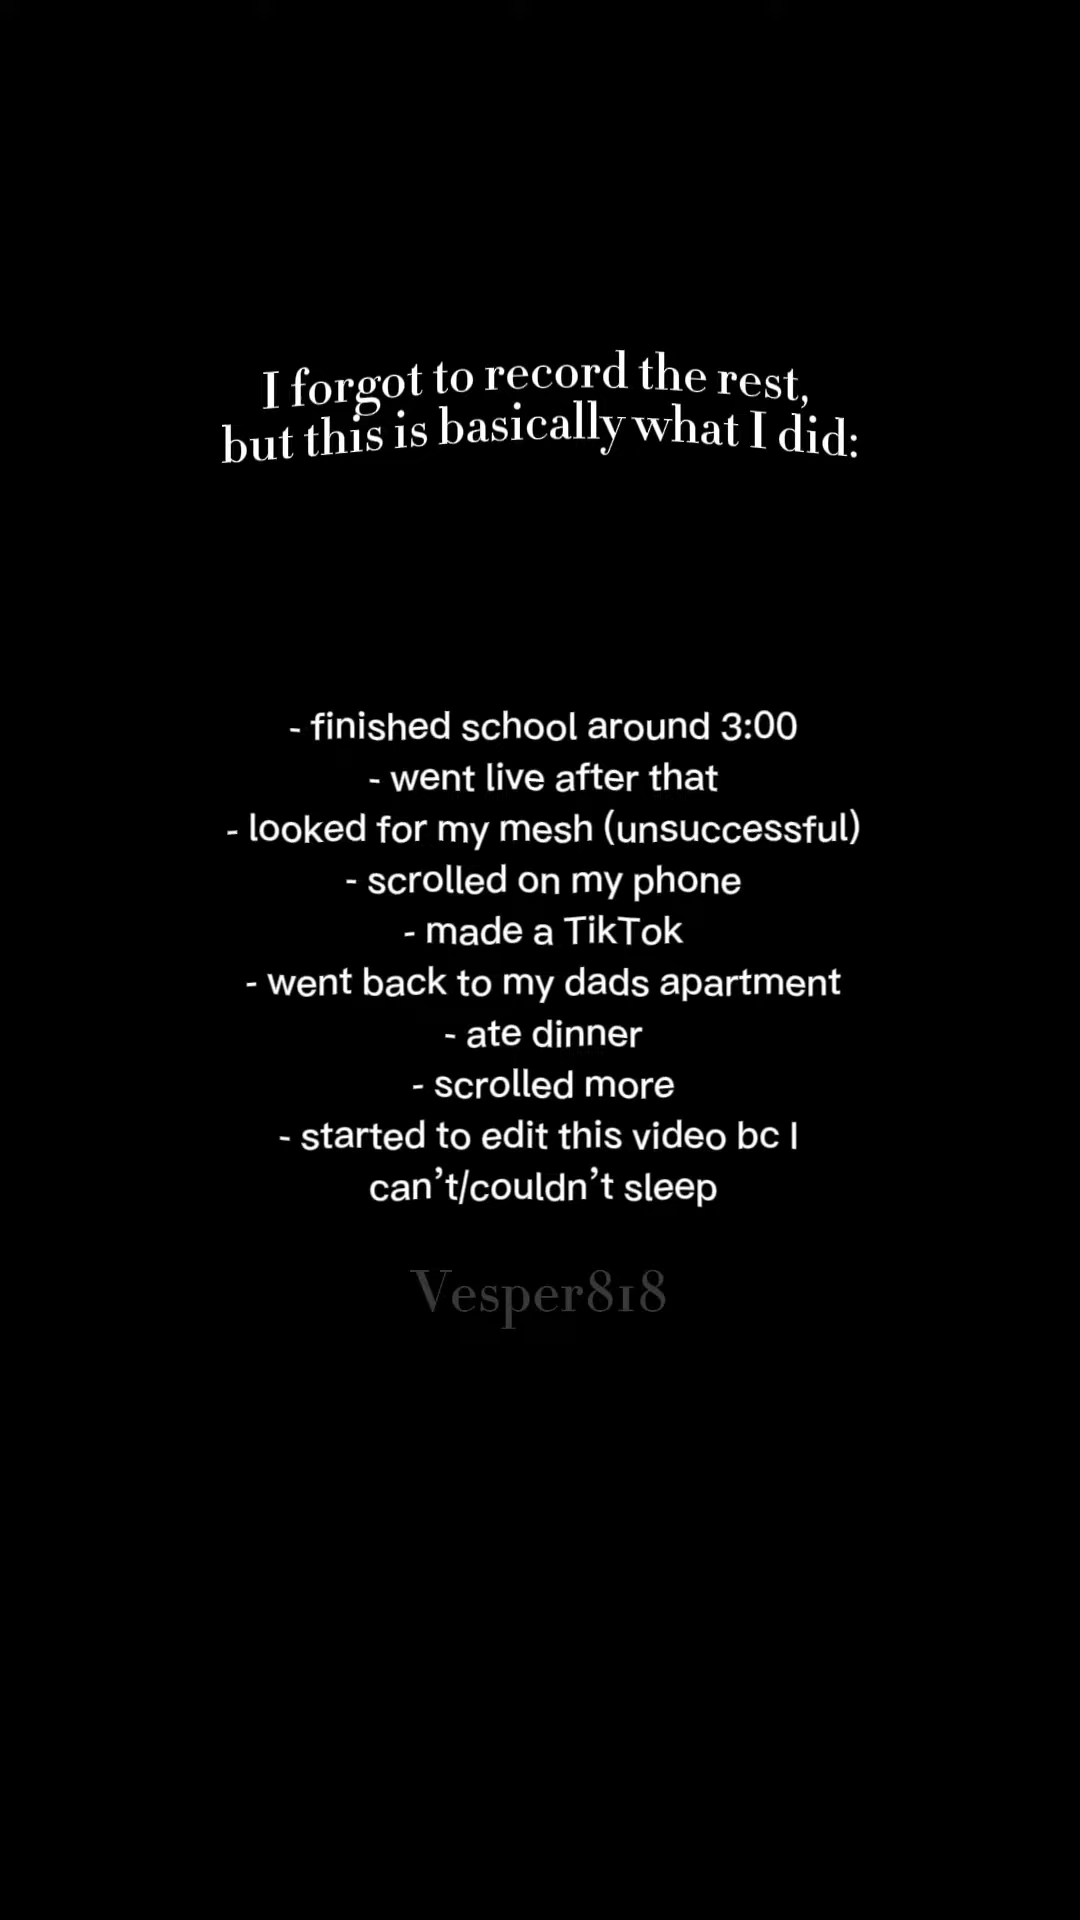 I forgot to record the rest,
but this is basically what I did:
- finished school around 3:00
- went live after that
- looked for my mesh (unsuccessful)
- scrolled on my phone
- made a TikTok
- went back to my dads apartment
- ate dinner
- scrolled more
- started to edit this video bc I
can’t/couldn’t sleep
Vesper818